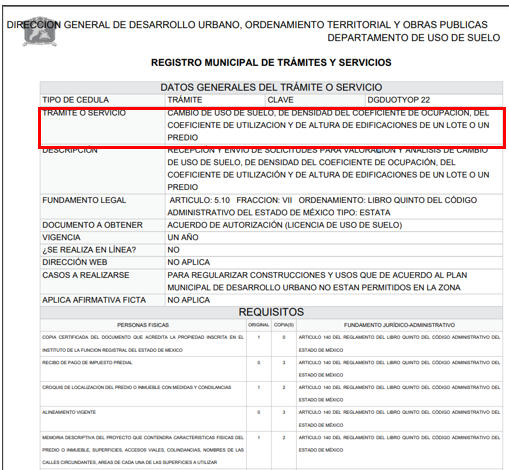 DIRECCION GENERAL DE DESARROLLO URBANO, ORDENAMIENTO TERRITORIAL Y OBRAS PUBLICAS
DEPARTAMENTO DE USO DE SUELO
REGISTRO MUNICIPAL DE TRÁMITES Y SERVICIOS
DATOS GENERALES DEL TRÁMITE O SERVICIO
TIPO DE CEDULA TRÁMITE CLAVE DGDUOTYOP 22
TRÁMITE O SERVICIO CAMBIO DE USO DE SUELO, DE DENSIDAD DEL COEFICIENTE DE OCUPACIÓN, DEL
COEFICIENTE DE UTILIZACION Y DE ALTURA DE EDIFICACIONES DE UN LOTE O UN
PREDIO
DESCRIPCIÓN RECEPCIÓN Y ENVÍO DE SOLICITUDES PARA VALORACIÓN Y ANÁLISIS DE CAMBIO
DE USO DE SUELO, DE DENSIDAD DEL COEFICIENTE DE OCUPACIÓN, DEL
COEFICIENTE DE UTILIZACIÓN Y DE ALTURA DE EDIFICACIONES DE UN LOTE O UN
PREDIO
FUNDAMENTO LEGAL ARTICULO: 5.10 FRACCION: VII ORDENAMIENTO: LIBRO QUINTO DEL CÓDIGO
ADMINISTRATIVO DEL ESTADO DE MÉXICO TIPO: ESTATA
DOCUMENTO A OBTENER ACUERDO DE AUTORIZACIÓN (LICENCIA DE USO DE SUELO)
VIGENCIA UN AÑO
¿SE REALIZA EN LÍNEA? NO
DIRECCIÓN WEB NO APLICA
CASOS A REALIZARSE PARA REGULARIZAR CONSTRUCCIONES Y USOS QUE DE ACUERDO AL PLAN
MUNICIPAL DE DESARROLLO URBANO NO ESTAN PERMITIDOS EN LA ZONA
APLICA AFIRMATIVA FICTA NO APLICA
REQUISITOS
PERSONAS FISICAS ORIGINAL COPIA(S) FUNDAMENTO JURÍDICO-ADMINISTRATIVO
COPIA CERTIFICADA DEL DOCUMENTO QUE ACREDITA LA PROPIEDAD INSCRITA EN EL 1 0 ARTICULO 140 DEL REGLAMENTO DEL LIBRO QUINTO DEL CÓDIGO ADMINISTRATIVO DEL
INSTITUTO DE LA FUNCION REGISTRAL DEL ESTADO DE MEXICO ESTADO DE MÉXICO
RECIBO DE PAGO DE IMPUESTO PREDIAL 0 3 ARTICULO 140 DEL REGLAMENTO DEL LIBRO QUINTO DEL CÓDIGO ADMINISTRATIVO DEL
ESTADO DE MÉXICO
CROQUIS DE LOCALIZACION DEL PREDIO O INMUEBLE CON MEDIDAS Y CONDILANCIAS 1 2 ARTICULO 140 DEL REGLAMENTO DEL LIBRO QUINTO DEL CÓDIGO ADMINISTRATIVO DEL
ESTADO DE MÉXICO
ALINEAMIENTO VIGENTE 0 3 ARTICULO 140 DEL REGLAMENTO DEL LIBRO QUINTO DEL CÓDIGO ADMINISTRATIVO DEL
ESTADO DE MÉXICO
MEMORIA DESCRIPTIVA DEL PROYECTO QUE CONTENDRA CARACTERISTICAS FISICAS DEL 1 2 ARTICULO 140 DEL REGLAMENTO DEL LIBRO QUINTO DEL CÓDIGO ADMINISTRATIVO DEL
PREDIO O INMUEBLE, SUPERFICIES, ACCESOS VIALES, COLINDANCIAS, NOMBRES DE LAS ESTADO DE MÉXICO
CALLES CIRCUNDANTES, AREAS DE CADA UNA DE LAS SUPERFICIES A UTILIZAR